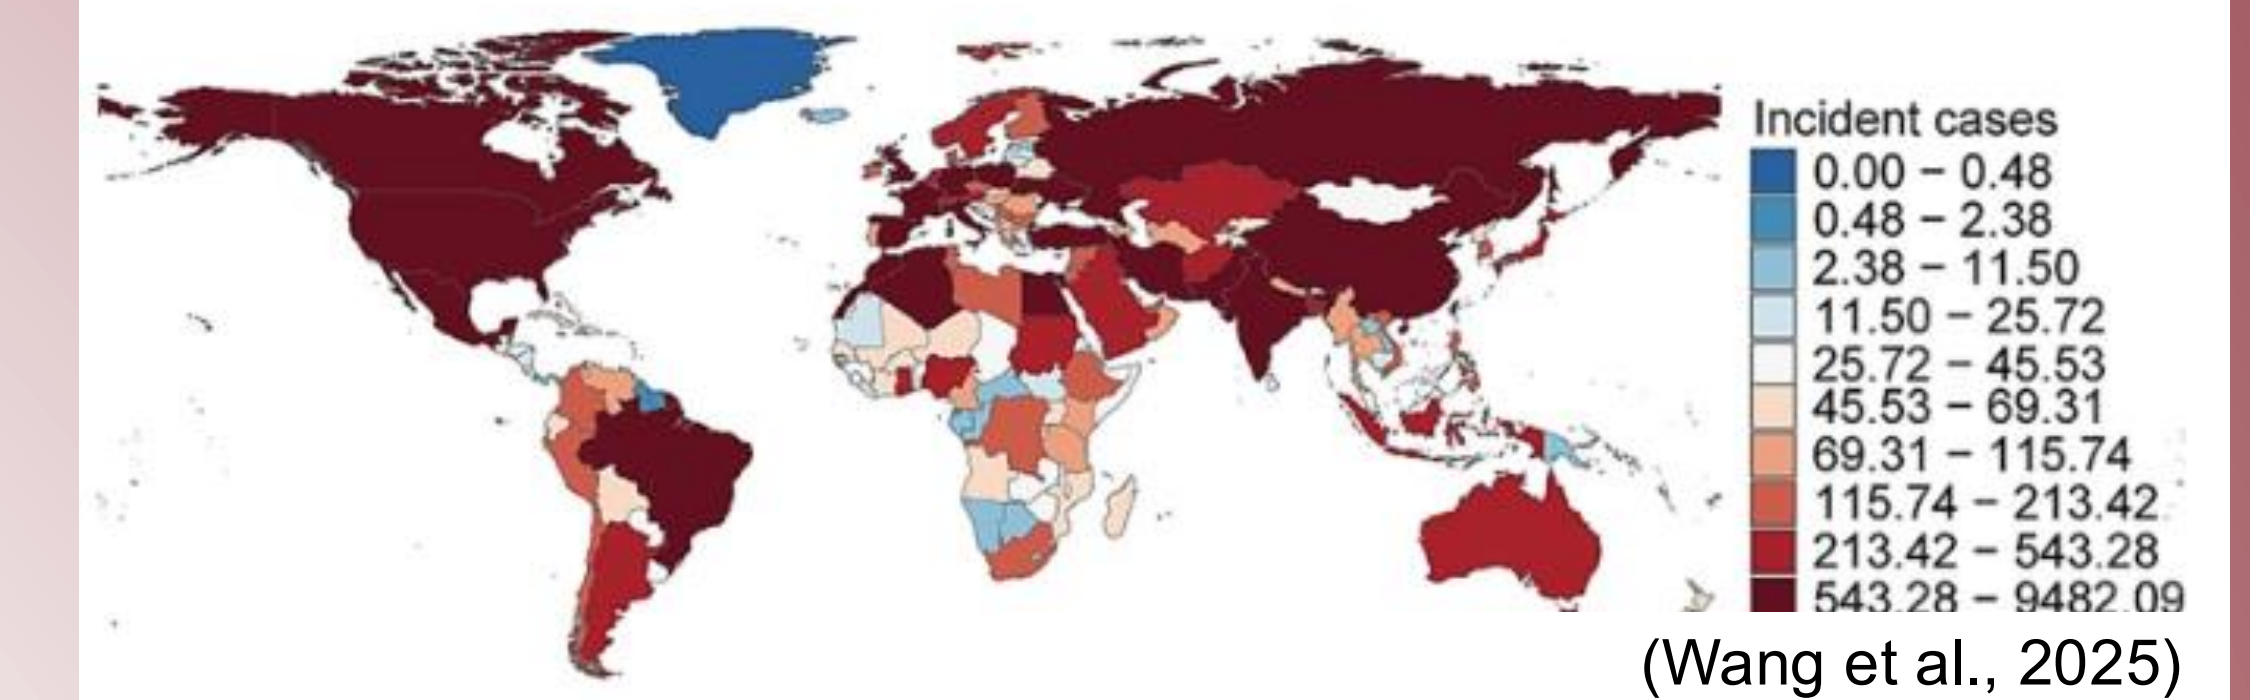 Incident cases
0.00 – 0.48
0.48 – 2.38
2.38 – 11.50
11.50 – 25.72
25.72 – 45.53
45.53 – 69.31
69.31 – 115.74
115.74 – 213.42
213.42 – 543.28
543.28 – 9482.09
(Wang et al., 2025)